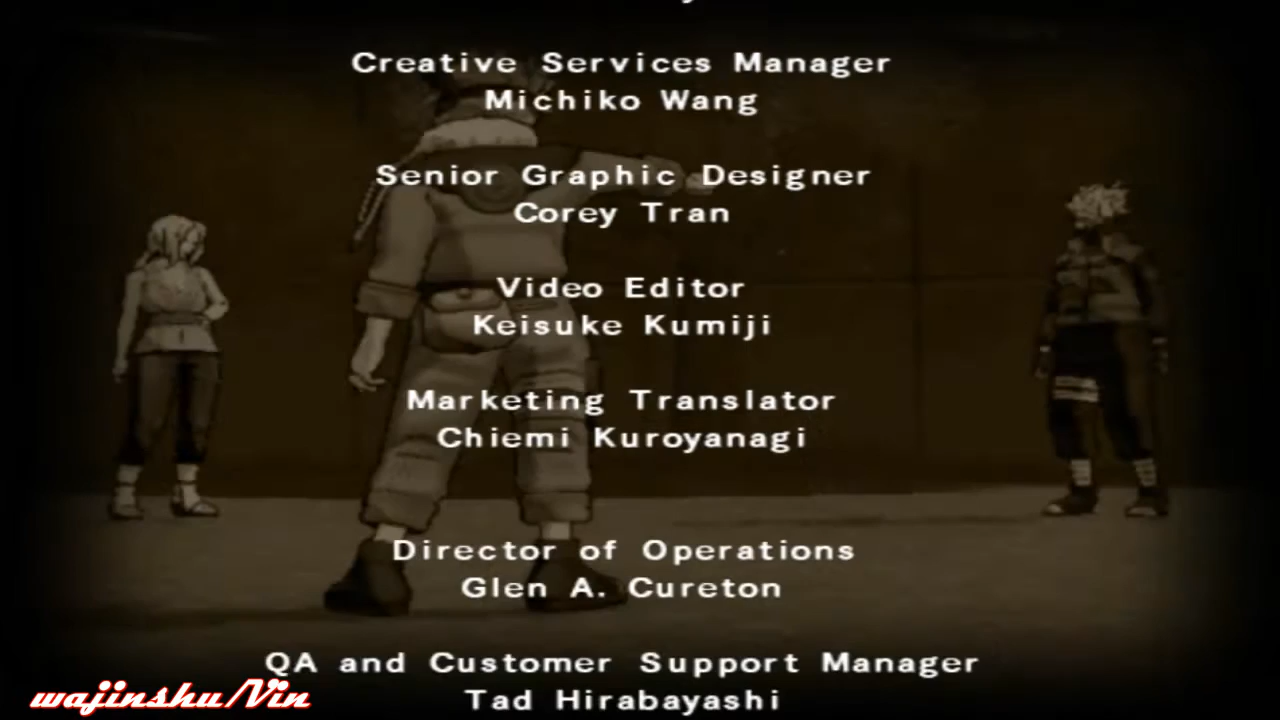 Creative Services Manager
Michiko Wang
Senior Graphic Designer
Corey Tran
Video Editor
Keisuke Kumiji
Marketing Translator
Chiemi Kuroyanagi
Director of Operations
Glen A. Cureton
QA and Customer Support Manager
Tad Hirabayashi
wajinshu/Vin